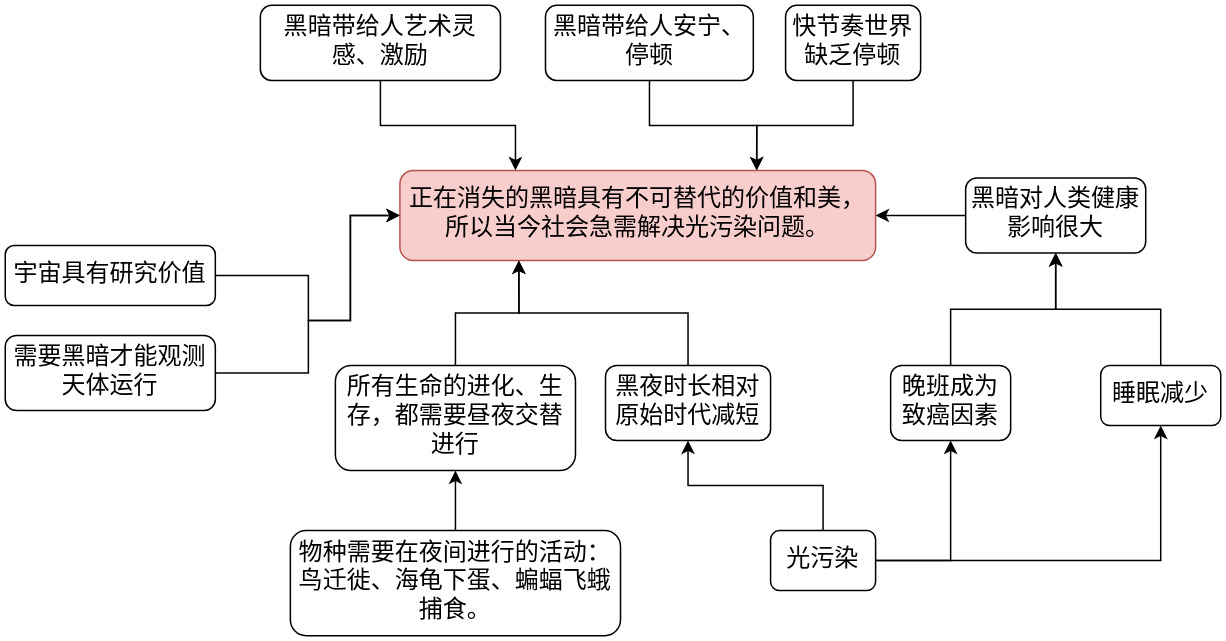 黑暗带给人艺术灵
感、激励
黑暗带给人安宁、
停顿
快节奏世界
缺乏停顿
正在消失的黑暗具有不可替代的价值和美，
所以当今社会急需解决光污染问题。
黑暗对人类健康
影响很大
宇宙具有研究价值
需要黑暗才能观测
天体运行
所有生命的进化、生
存，都需要昼夜交替
进行
黑夜时长相对
原始时代减短
晚班成为
致癌因素
睡眠减少
物种需要在夜间进行的活动：
鸟迁徙、海龟下蛋、蝙蝠飞蛾
捕食。
光污染